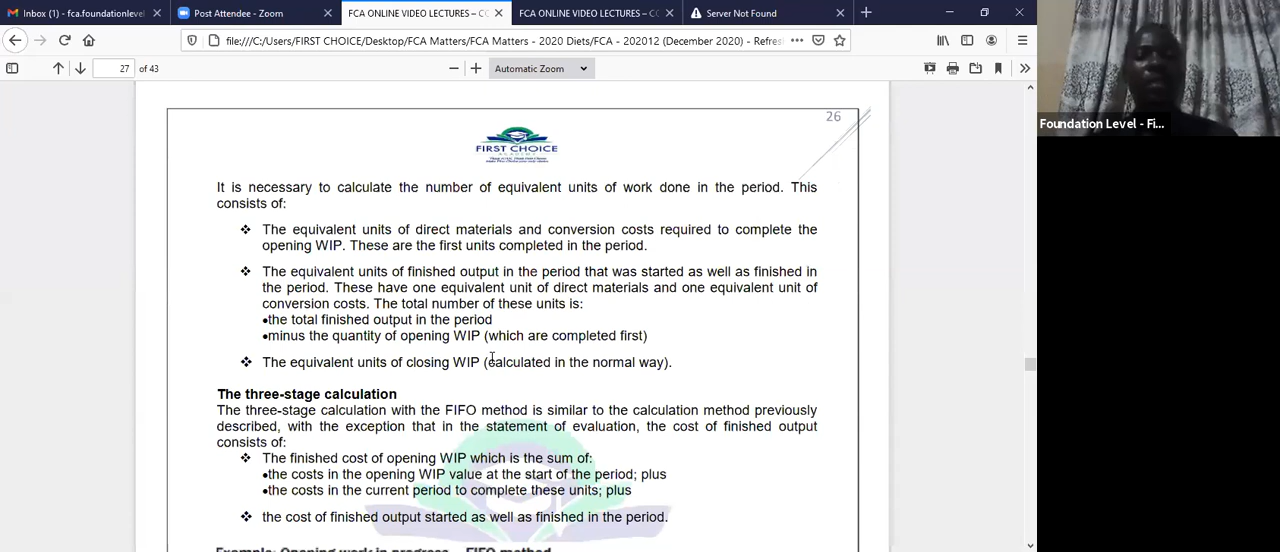 Inbox (1) - fca.foundationlevel
Post Attendee - Zoom
FCA ONLINE VIDEO LECTURES – CO
FCA ONLINE VIDEO LECTURES – CO
Server Not Found
file:///C:/Users/FIRST CHOICE/Desktop/FCA Matters/FCA Matters - 2020 Diets/FCA - 202012 (December 2020) - Refres
27 of 43
Automatic Zoom
Foundation Level - Fi...
26
FIRST CHOICE
It is necessary to calculate the number of equivalent units of work done in the period. This
consists of:
❖ The equivalent units of direct materials and conversion costs required to complete the
opening WIP. These are the first units completed in the period.
❖ The equivalent units of finished output in the period that was started as well as finished in
the period. These have one equivalent unit of direct materials and one equivalent unit of
conversion costs. The total number of these units is:
•the total finished output in the period
•minus the quantity of opening WIP (which are completed first)
❖ The equivalent units of closing WIP (calculated in the normal way).
The three-stage calculation
The three-stage calculation with the FIFO method is similar to the calculation method previously
described, with the exception that in the statement of evaluation, the cost of finished output
consists of:
❖ The finished cost of opening WIP which is the sum of:
•the costs in the opening WIP value at the start of the period; plus
•the costs in the current period to complete these units; plus
❖ the cost of finished output started as well as finished in the period.
Example: Opening work in progress – FIFO method